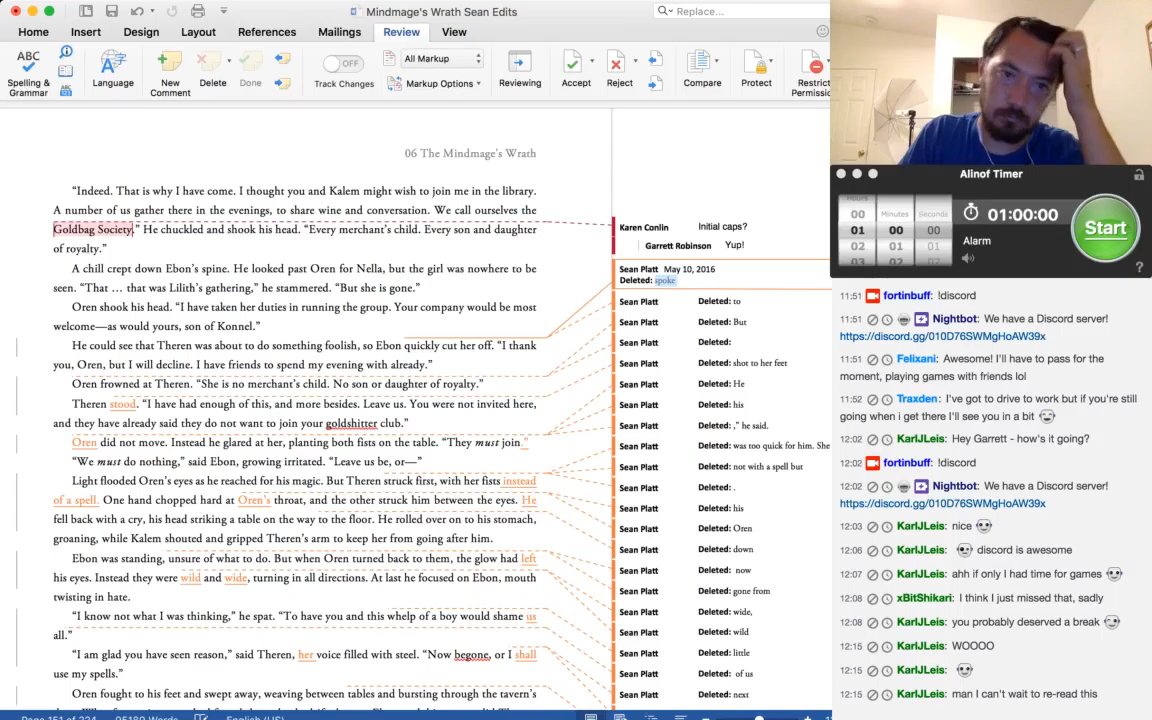 Mindmage's Wrath Sean Edits
Replace...
Home Insert Design Layout References Mailings Review View
ABC
Spelling & Grammar
Language
New Comment
Delete
Done
OFF
Track Changes
All Markup
Markup Options
Reviewing
Accept
Reject
Compare
Protect
Restrict
06 The Mindmage's Wrath
“Indeed. That is why I have come. I thought you and Kalem might wish to join me in the library.
A number of us gather there in the evenings, to share wine and conversation. We call ourselves the
Goldbag Society.” He chuckled and shook his head. “Every merchant’s child. Every son and daughter
of royalty.”
A chill crept down Ebon’s spine. He looked past Oren for Nella, but the girl was nowhere to be
seen. “That … that was Lilith’s gathering,” he stammered. “But she is gone.”
Oren shook his head. “I have taken her duties in running the group. Your company would be most
welcome—as would yours, son of Konnel.”
He could see that Theren was about to do something foolish, so Ebon quickly cut her off. “I thank
you, Oren, but I will decline. I have friends to spend my evening with already.”
Oren frowned at Theren. “She is no merchant’s child. No son or daughter of royalty.”
Theren stood. “I have had enough of this, and more besides. Leave us. You were not invited here,
and they have already said they do not want to join your goldshitter club.”
Oren did not move. Instead he glared at her, planting both fists on the table. “They must join.”
“We must do nothing,” said Ebon, growing irritated. “Leave us be, or—”
Light flooded Oren’s eyes as he reached for his magic. But Theren struck first, with her fists instead
of a spell. One hand chopped hard at Oren’s throat, and the other struck him between the eyes. He
fell back with a cry, his head striking a table on the way to the floor. He rolled over on to his stomach,
groaning, while Kalem shouted and gripped Theren’s arm to keep her from going after him.
Ebon was standing, unsure of what to do. But when Oren turned back to them, the glow had left
his eyes. Instead they were wild and wide, turning in all directions. At last he focused on Ebon, mouth
twisting in hate.
“I know not what I was thinking,” he spat. “To have you and this whelp of a boy would shame us
all.”
“I am glad you have seen reason,” said Theren, her voice filled with steel. “Now begone, or I shall
use my spells.”
Oren fought to his feet and swept away, weaving between tables and bursting through the tavern’s
Karen Conlin Initial caps?
Garrett Robinson Yup!
Sean Platt May 10, 2016
Deleted: spoke
Sean Platt Deleted: to
Sean Platt Deleted: But
Sean Platt Deleted:
Sean Platt Deleted: shot to her feet
Sean Platt Deleted: He
Sean Platt Deleted: his
Sean Platt Deleted: ,” he said.
Sean Platt Deleted: was too quick for him. She
Sean Platt Deleted: not with a spell but
Sean Platt Deleted: .
Sean Platt Deleted: his
Sean Platt Deleted: Oren
Sean Platt Deleted: down
Sean Platt Deleted: now
Sean Platt Deleted: gone from
Sean Platt Deleted: wide,
Sean Platt Deleted: wild
Sean Platt Deleted: little
Sean Platt Deleted: of us
Sean Platt Deleted: next
English (US)
Alinof Timer
Hours Minutes Seconds
00 00
01 00 00
02 01 01
02 02
01:00:00
Alarm
Start
?
11:51 fortinbuff: !discord
11:51 Nightbot: We have a Discord server!
https://discord.gg/010D76SWMgHoAW39x
11:51 Felixani: Awesome! I'll have to pass for the
moment, playing games with friends lol
11:52 Traxden: I've got to drive to work but if you're still
going when i get there I'll see you in a bit
12:02 KarlJLeis: Hey Garrett - how's it going?
12:02 fortinbuff: !discord
12:02 Nightbot: We have a Discord server!
https://discord.gg/010D76SWMgHoAW39x
12:03 KarlJLeis: nice
12:06 KarlJLeis: discord is awesome
12:07 KarlJLeis: ahh if only I had time for games
12:08 xBitShikari: I think I just missed that, sadly
12:08 KarlJLeis: you probably deserved a break
12:15 KarlJLeis: WOOOO
12:15 KarlJLeis:
12:15 KarlJLeis: man I can't wait to re-read this